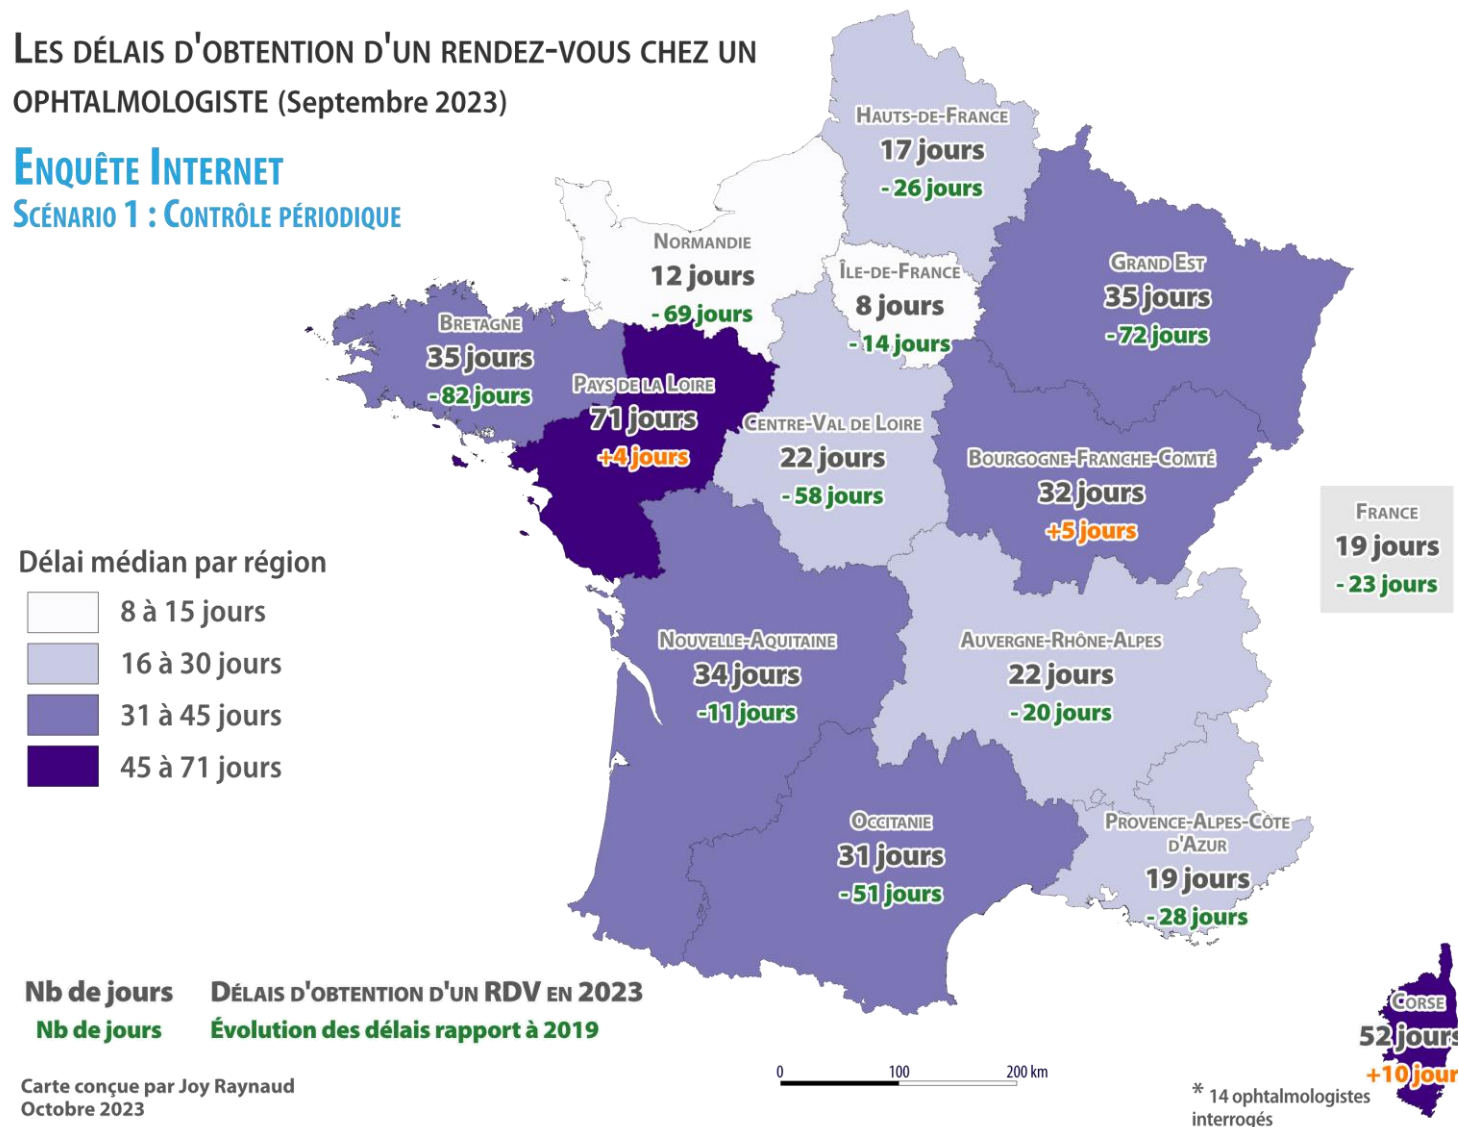 LES DÉLAIS D'OBTENTION D'UN RENDEZ-VOUS CHEZ UN
OPHTALMOLOGISTE (Septembre 2023)
ENQUÊTE INTERNET
SCÉNARIO 1 : CONTRÔLE PÉRIODIQUE
HAUTS-DE-FRANCE
17 jours
- 26 jours
NORMANDIE
12 jours
- 69 jours
ÎLE-DE-FRANCE
8 jours
- 14 jours
GRAND EST
35 jours
- 72 jours
BRETAGNE
35 jours
- 82 jours
PAYS DE LA LOIRE
71 jours
+4 jours
CENTRE-VAL DE LOIRE
22 jours
- 58 jours
BOURGOGNE-FRANCHE-COMTÉ
32 jours
+5 jours
FRANCE
19 jours
- 23 jours
Délai médian par région
8 à 15 jours
16 à 30 jours
31 à 45 jours
45 à 71 jours
NOUVELLE-AQUITAINE
34 jours
-11 jours
AUVERGNE-RHÔNE-ALPES
22 jours
- 20 jours
OCCITANIE
31 jours
- 51 jours
PROVENCE-ALPES-CÔTE
D'AZUR
19 jours
- 28 jours
CORSE
52 jours
+10 jour
Nb de jours DÉLAIS D'OBTENTION D'UN RDV EN 2023
Nb de jours Évolution des délais rapport à 2019
Carte conçue par Joy Raynaud
Octobre 2023
0 100 200 km
* 14 ophtalmologistes
interrogés